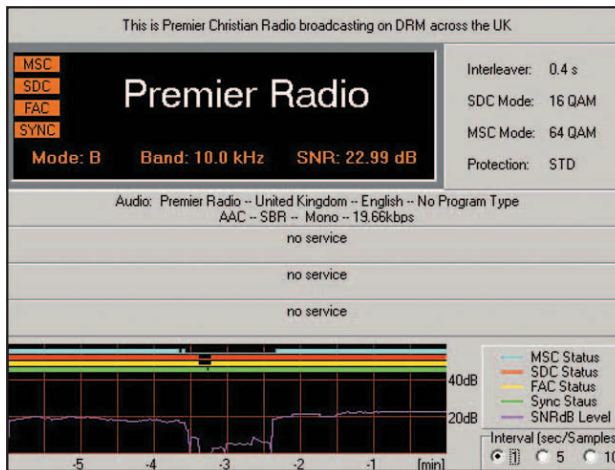 This is Premier Christian Radio broadcasting on DRM across the UK
MSC
SDC
FAC
SYNC
Premier Radio
Mode: B Band: 10.0 kHz SNR: 22.99 dB
Interleaver: 0.4 s
SDC Mode: 16 QAM
MSC Mode: 64 QAM
Protection: STD
Audio: Premier Radio -- United Kingdom -- English -- No Program Type
AAC -- SBR -- Mono -- 19.66kbps
no service
no service
no service
40dB
20dB
-5 -4 -3 -2 -1 [min]
MSC Status
SDC Status
FAC Status
Sync Staus
SNRdB Level
Interval (sec/Samples
1 5 10